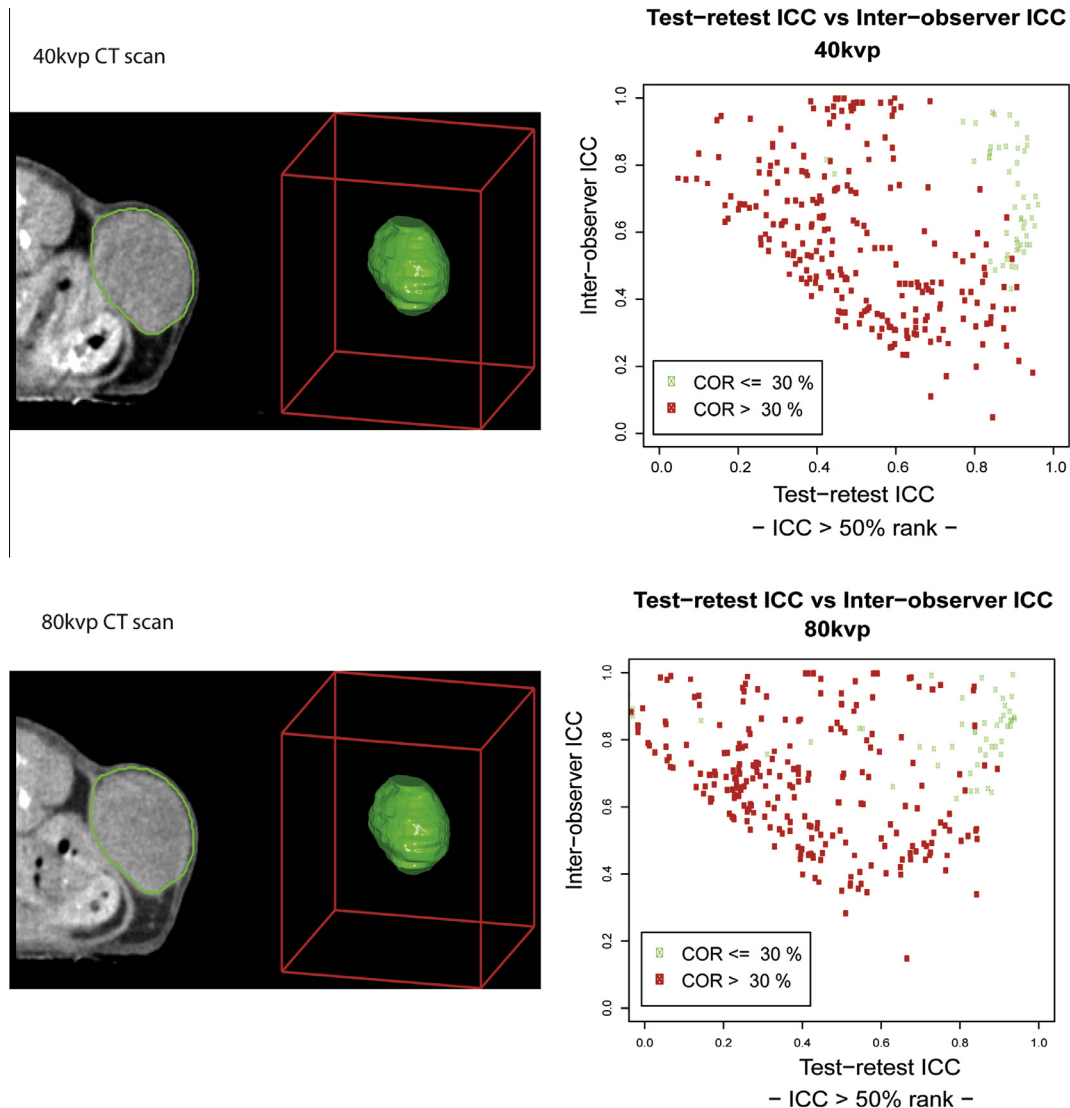 40kvp CT scan
Test−retest ICC vs Inter−observer ICC
40kvp
Inter−observer ICC
1.0
0.8
0.6
0.4
0.2
0.0
COR <= 30 %
COR > 30 %
0.0 0.2 0.4 0.6 0.8 1.0
Test−retest ICC
− ICC > 50% rank −
80kvp CT scan
Test−retest ICC vs Inter−observer ICC
80kvp
Inter−observer ICC
1.0
0.8
0.6
0.4
0.2
0.0
COR <= 30 %
COR > 30 %
0.0 0.2 0.4 0.6 0.8 1.0
Test−retest ICC
− ICC > 50% rank −